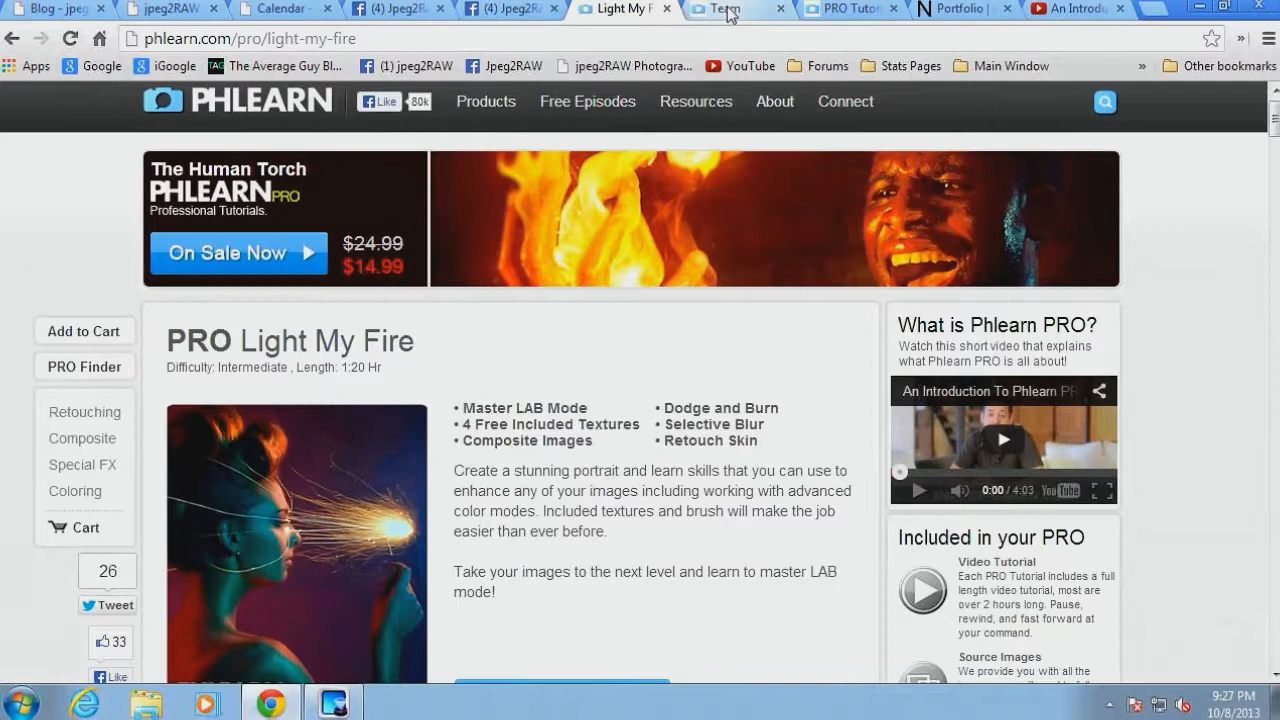 Blog - jpeg
jpeg2RAW
Calendar -
(4) Jpeg2
(4) Jpeg2
Light My F
Team
PRO Tutor
Portfolio |
An Introdu
phlearn.com/pro/light-my-fire
Apps
Google
iGoogle
TAG The Average Guy Bl...
(1) jpeg2RAW
Jpeg2RAW
jpeg2RAW Photogra...
YouTube
Forums
Stats Pages
Main Window
»
Other bookmarks
PHLEARN
Like 80k
Products
Free Episodes
Resources
About
Connect
The Human Torch
PHLEARN PRO
Professional Tutorials.
On Sale Now
$24.99
$14.99
Add to Cart
PRO Finder
Retouching
Composite
Special FX
Coloring
Cart
26
Tweet
33
Like
PRO Light My Fire
Difficulty: Intermediate , Length: 1:20 Hr
• Master LAB Mode
• 4 Free Included Textures
• Composite Images
• Dodge and Burn
• Selective Blur
• Retouch Skin
Create a stunning portrait and learn skills that you can use to
enhance any of your images including working with advanced
color modes. Included textures and brush will make the job
easier than ever before.
Take your images to the next level and learn to master LAB
mode!
What is Phlearn PRO?
Watch this short video that explains
what Phlearn PRO is all about!
An Introduction To Phlearn PR
0:00 / 4:03
YouTube
Included in your PRO
Video Tutorial
Each PRO Tutorial includes a full
length video tutorial, most are
over 2 hours long. Pause,
rewind, and fast forward at
your command.
Source Images
We provide you with all the
9:27 PM
10/8/2013